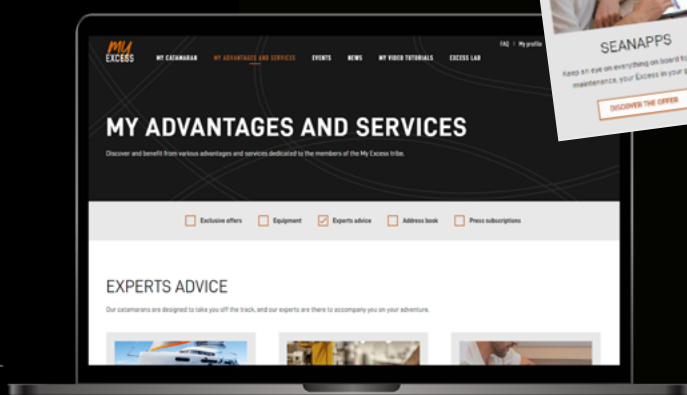 MY
EXCESS
MY CATAMARAN
MY ADVANTAGES AND SERVICES
EVENTS
NEWS
MY VIDEO TUTORIALS
EXCESS LAB
FAQ | My profile
MY ADVANTAGES AND SERVICES
Discover and benefit from various advantages and services dedicated to the members of the My Excess tribe.
Exclusive offers
Equipment
Experts advice
Address book
Press subscriptions
EXPERTS ADVICE
Our catamarans are designed to take you off the track, and our experts are there to accompany you on your adventure.
SEANAPPS
Keep an eye on everything on board
maintenance, your Excess in your
DISCOVER THE OFFER